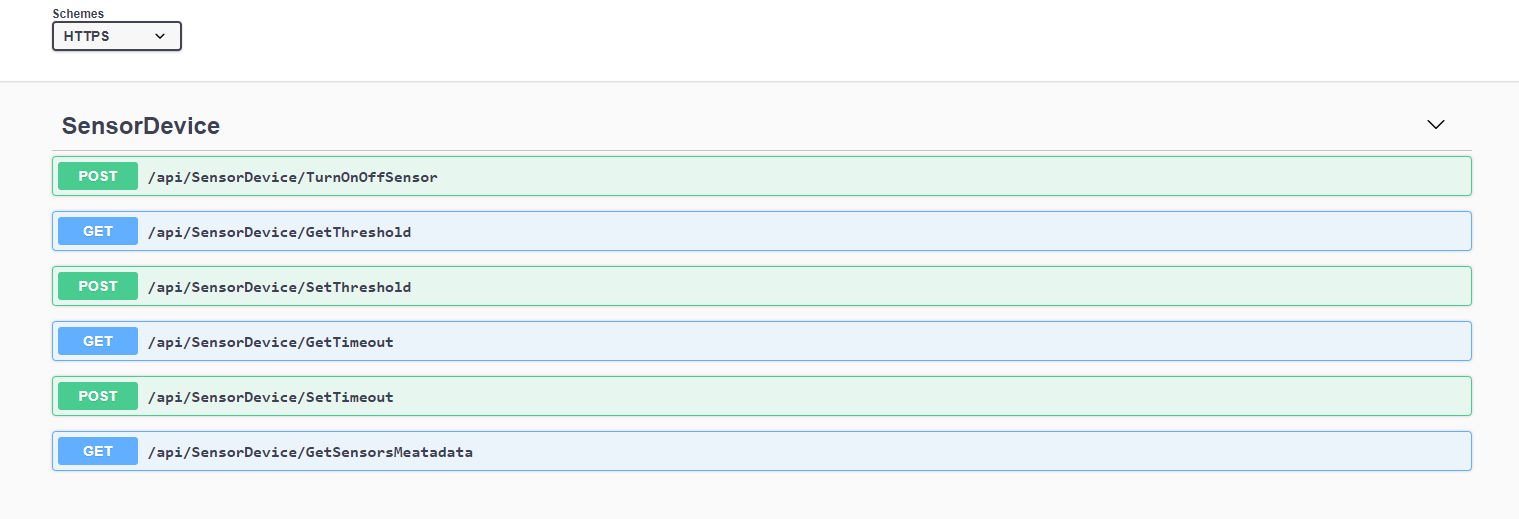 Schemes
HTTPS
SensorDevice
POST /api/SensorDevice/TurnOnOffSensor
GET /api/SensorDevice/GetThreshold
POST /api/SensorDevice/SetThreshold
GET /api/SensorDevice/GetTimeout
POST /api/SensorDevice/SetTimeout
GET /api/SensorDevice/GetSensorsMeatadata